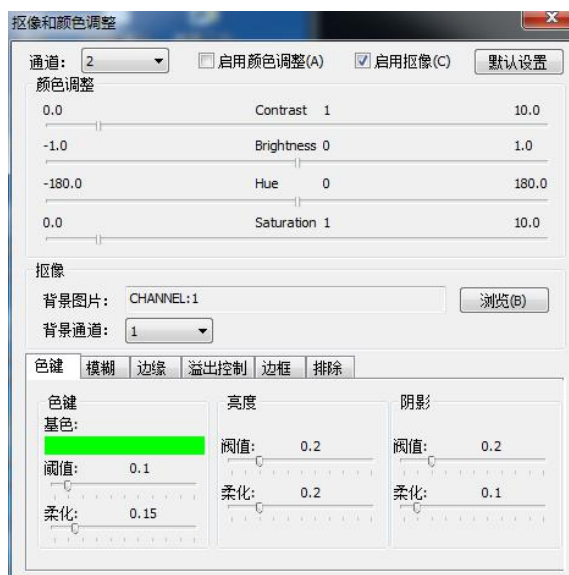 抠像和颜色调整
通道: 2 启用颜色调整(A) 启用抠像(C) 默认设置
颜色调整
0.0 Contrast 1 10.0
-1.0 Brightness 0 1.0
-180.0 Hue 0 180.0
0.0 Saturation 1 10.0
抠像
背景图片: CHANNEL:1 浏览(B)
背景通道: 1
色键 模糊 边缘 溢出控制 边框 排除
色键 亮度 阴影
基色:
阀值: 0.2 阀值: 0.2
阈值: 0.1
柔化: 0.2 柔化: 0.1
柔化: 0.15